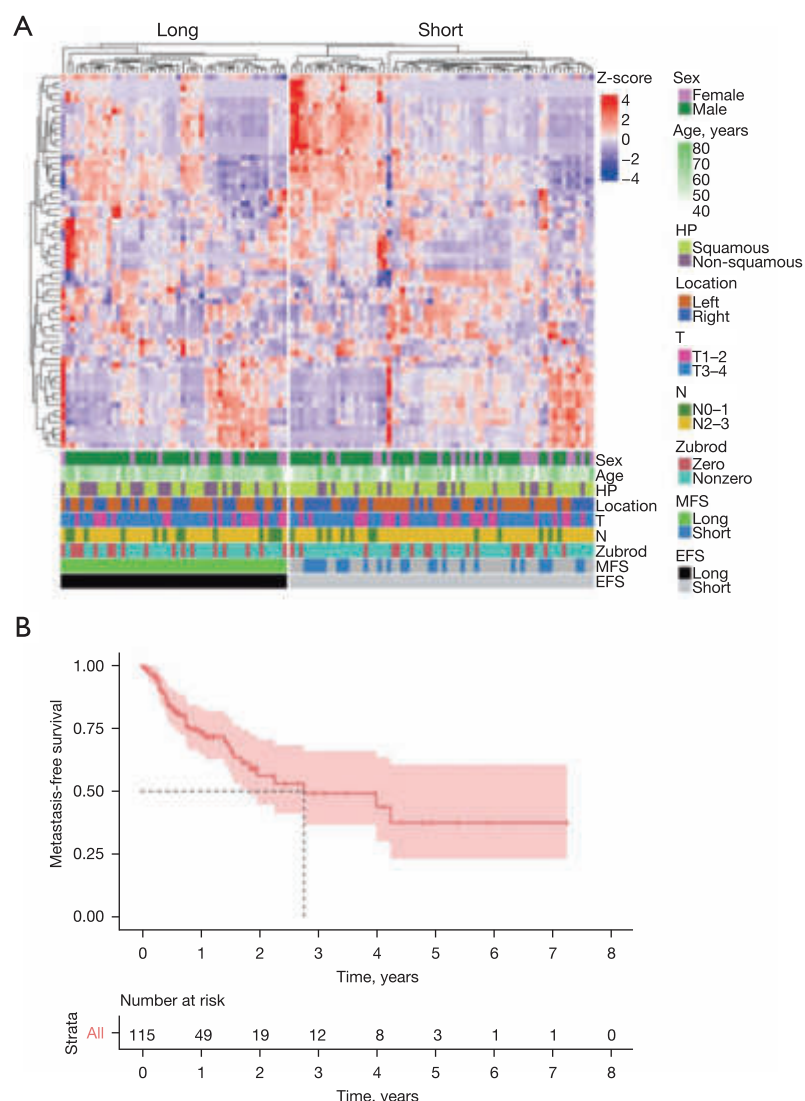 A
Long Short
Z-score
4
2
0
−2
−4
Sex
Female
Male
Age, years
80
70
60
50
40
HP
Squamous
Non-squamous
Location
Left
Right
T
T1–2
T3–4
N
N0–1
N2–3
Zubrod
Zero
Nonzero
MFS
Long
Short
EFS
Long
Short
Sex
Age
HP
Location
T
N
Zubrod
MFS
EFS
B
Metastasis-free survival
1.00
0.75
0.50
0.25
0.00
0 1 2 3 4 5 6 7 8
Time, years
Number at risk
Strata
All 115 49 19 12 8 3 1 1 0
0 1 2 3 4 5 6 7 8
Time, years